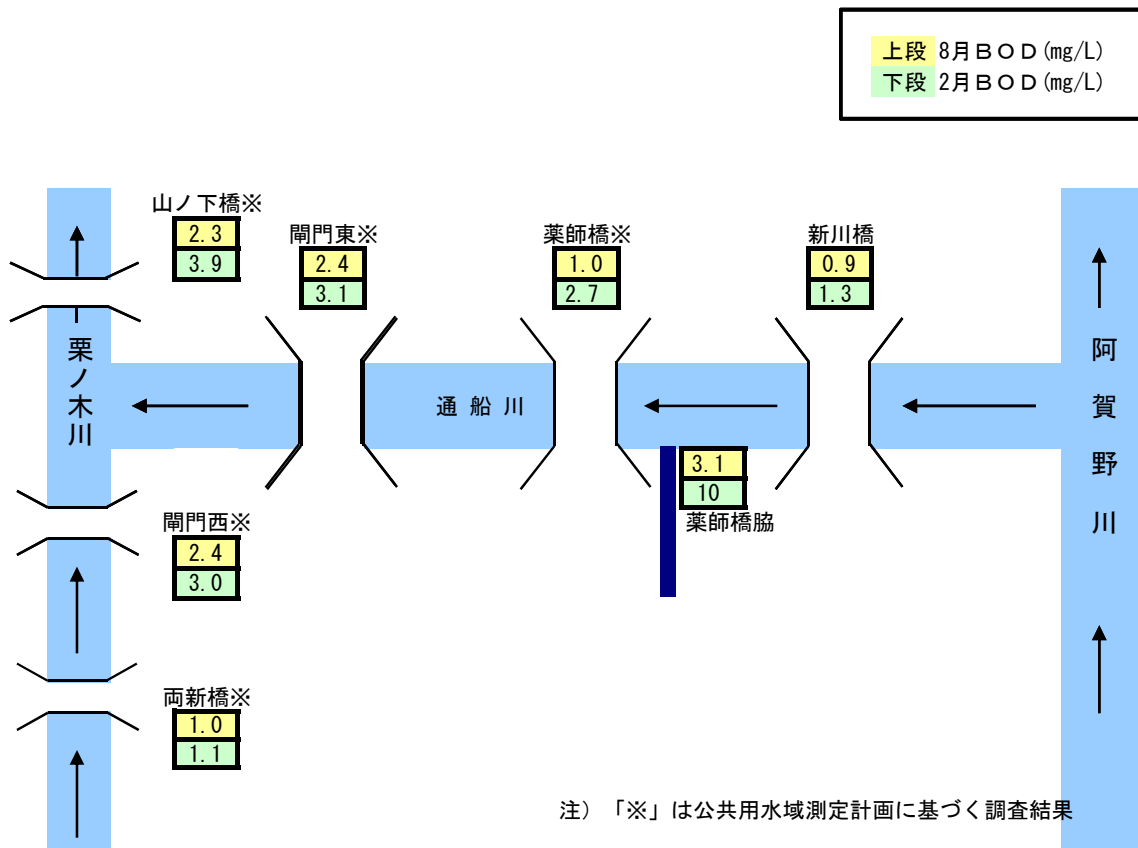 上段 8月BOD(mg/L)
下段 2月BOD(mg/L)
山ノ下橋※
2.3
3.9
閘門東※
2.4
3.1
薬師橋※
1.0
2.7
新川橋
0.9
1.3
栗ノ木川
通船川
阿賀野川
3.1
10
薬師橋脇
閘門西※
2.4
3.0
両新橋※
1.0
1.1
注)「※」は公共用水域測定計画に基づく調査結果